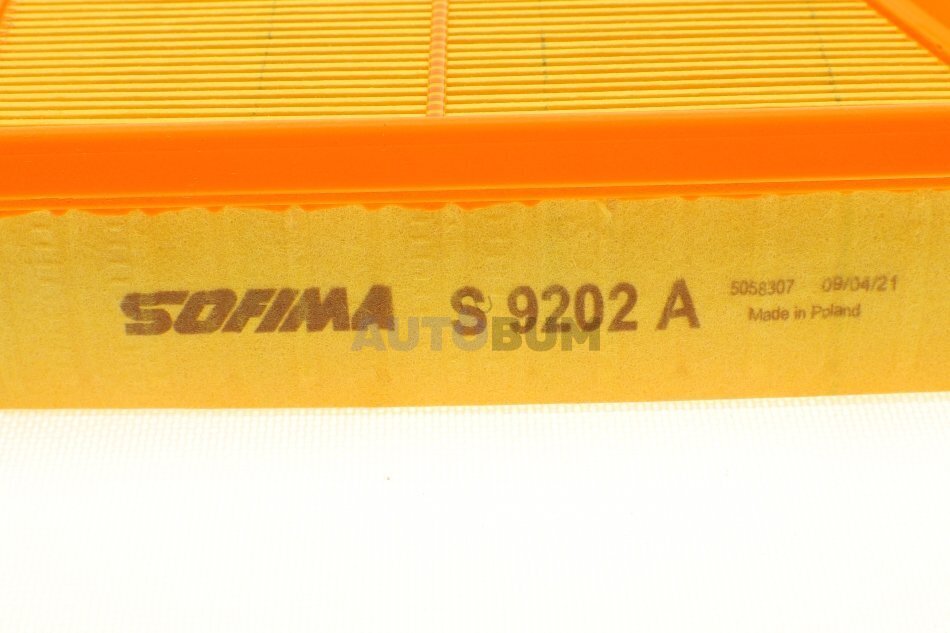 SOFIMA S 9202 A 5058307 09/04/21
Made in Poland
AUTOBUM